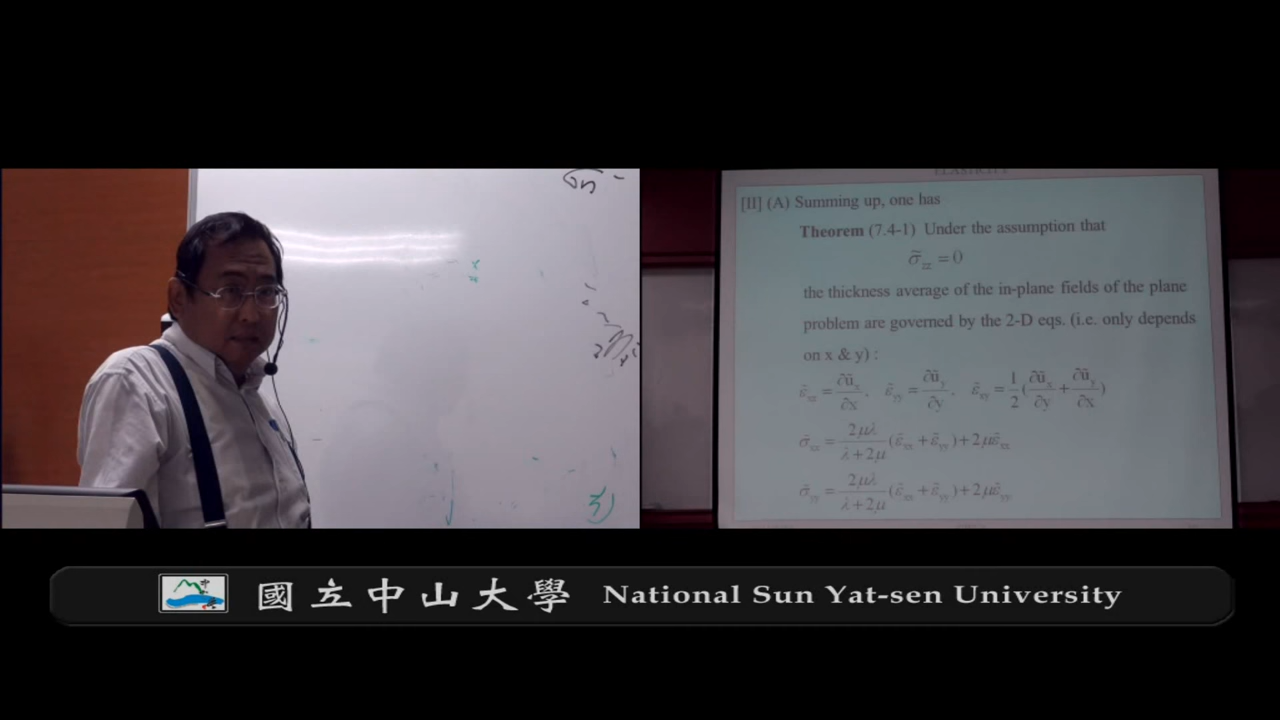 ELASTICITY
[II] (A) Summing up, one has
Theorem (7.4-1) Under the assumption that
σ̃zz = 0
the thickness average of the in-plane fields of the plane
problem are governed by the 2-D eqs. (i.e. only depends
on x & y) :
ε̃xx = ∂ũx/∂x, ε̃yy = ∂ũy/∂y, ε̃xy = 1/2(∂ũx/∂y + ∂ũy/∂x)
σ̃xx = 2μλ/(λ+2μ) (ε̃xx + ε̃yy) + 2με̃xx
σ̃yy = 2μλ/(λ+2μ) (ε̃xx + ε̃yy) + 2με̃yy
國立中山大學 National Sun Yat-sen University